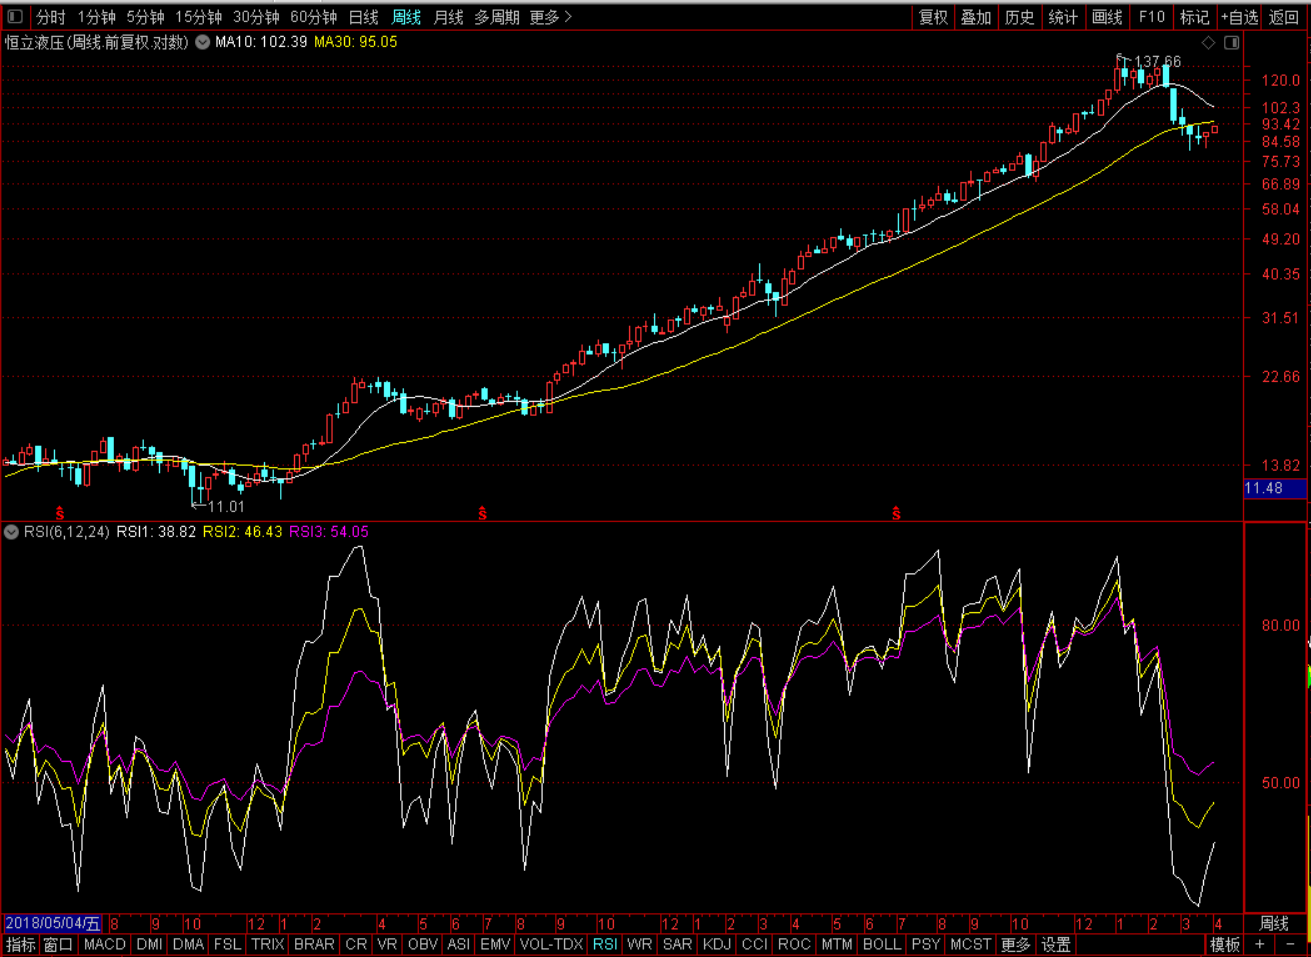 分时 1分钟 5分钟 15分钟 30分钟 60分钟 日线 周线 月线 多周期 更多 复权 叠加 历史 统计 画线 F10 标记 +自选 返回
恒立液压(周线.前复权.对数) MA10: 102.39 MA30: 95.05
137.66
120.0
102.3
93.42
84.58
75.73
66.89
58.04
49.20
40.35
31.51
22.66
13.82
11.48
11.01
S S S
RSI(6,12,24) RSI1: 38.82 RSI2: 46.43 RSI3: 54.05
80.00
50.00
2018/05/04/五 8 9 10 12 1 2 4 5 6 7 8 9 10 12 1 2 3 4 5 6 7 8 9 10 12 1 2 3 4 周线
指标 窗口 MACD DMI DMA FSL TRIX BRAR CR VR OBV ASI EMV VOL-TDX RSI WR SAR KDJ CCI ROC MTM BOLL PSY MCST 更多 设置 模板 + −